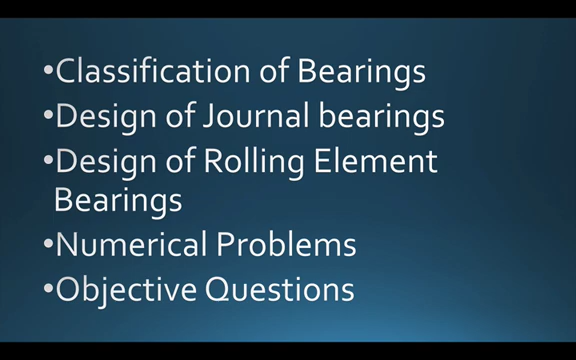 •Classification of Bearings
•Design of Journal bearings
•Design of Rolling Element
Bearings
•Numerical Problems
•Objective Questions